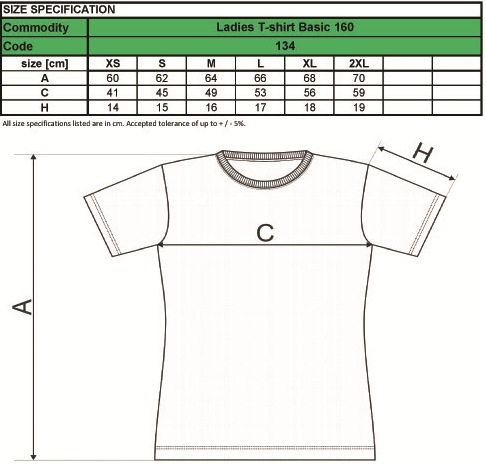 SIZE SPECIFICATION
Commodity Ladies T-shirt Basic 160
Code 134
size [cm] XS S M L XL 2XL
A 60 62 64 66 68 70
C 41 45 49 53 56 59
H 14 15 16 17 18 19
All size specifications listed are in cm. Accepted tolerance of up to + / - 5%.
H
C
A